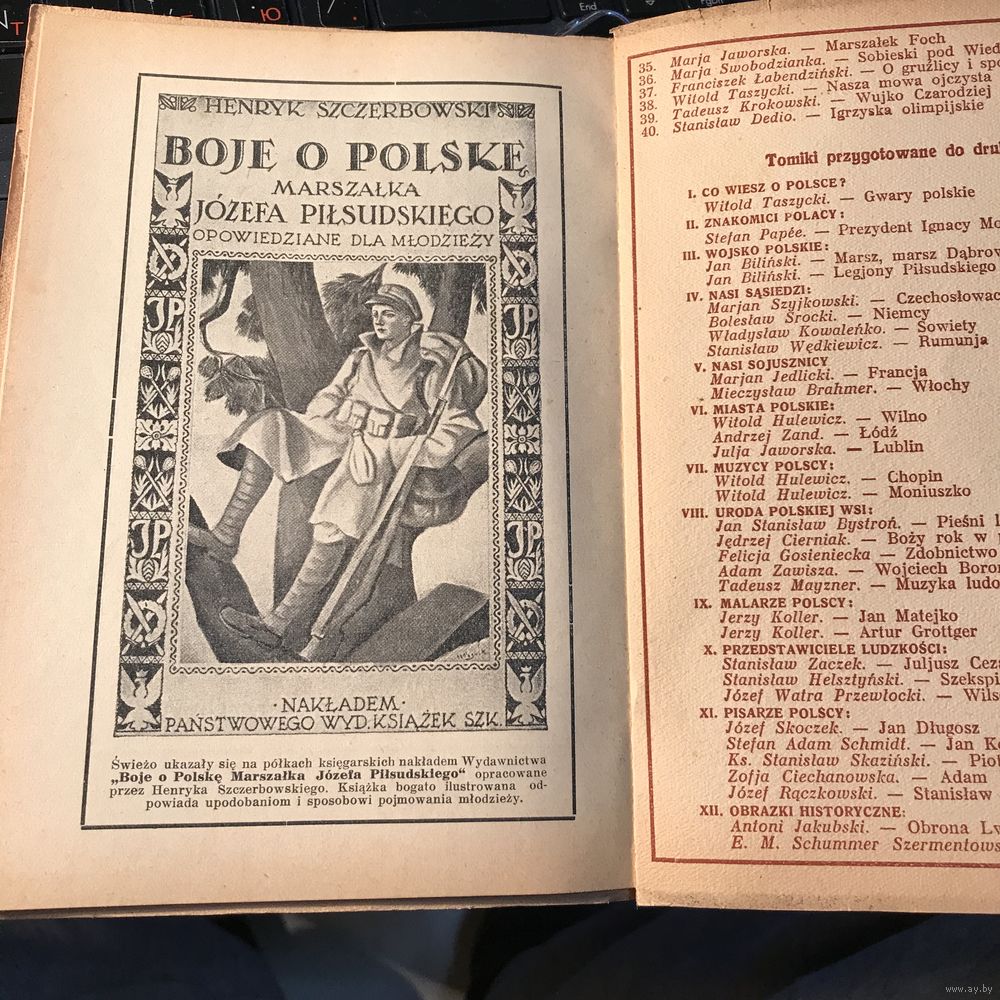 HENRYK SZCZERBOWSKI
BOJE O POLSKĘ
MARSZAŁKA
JÓZEFA PIŁSUDSKIEGO
OPOWIEDZIANE DLA MŁODZIEŻY
JP JP
JP JP
·NAKŁADEM·
PAŃSTWOWEGO WYD. KSIĄŻEK SZK.
Świeżo ukazały się na półkach księgarskich nakładem Wydawnictwa
„Boje o Polskę Marszałka Józefa Piłsudskiego“ opracowane
przez Henryka Szczerbowskiego. Książka bogato ilustrowana od-
powiada upodobaniom i sposobowi pojmowania młodzieży.
35. Marja Jaworska. — Marszałek Foch
36. Marja Swobodzianka. — Sobieski pod Wied
37. Franciszek Łabendziński. — O gruźlicy i spo
38. Witold Taszycki. — Nasza mowa ojczysta
39. Tadeusz Krokowski. — Wujko Czarodziej
40. Stanisław Dedio. — Igrzyska olimpijskie
Tomiki przygotowane do dru
I. CO WIESZ O POLSCE?
Witold Taszycki. — Gwary polskie
II. ZNAKOMICI POLACY:
Stefan Papée. — Prezydent Ignacy Mo
III. WOJSKO POLSKIE:
Jan Biliński. — Marsz, marsz Dąbrow
Jan Biliński. — Legjony Piłsudskiego
IV. NASI SĄSIEDZI:
Marjan Szyjkowski. — Czechosłowac
Bolesław Srocki. — Niemcy
Władysław Kowaleńko. — Sowiety
Stanisław Wędkiewicz. — Rumunja
V. NASI SOJUSZNICY
Marjan Jedlicki. — Francja
Mieczysław Brahmer. — Włochy
VI. MIASTA POLSKIE:
Witold Hulewicz. — Wilno
Andrzej Zand. — Łódź
Julja Jaworska. — Lublin
VII. MUZYCY POLSCY:
Witold Hulewicz. — Chopin
Witold Hulewicz. — Moniuszko
VIII. URODA POLSKIEJ WSI:
Jan Stanisław Bystroń. — Pieśni l
Jędrzej Cierniak. — Boży rok w p
Felicja Gosieniecka — Zdobnictwo
Adam Zawisza. — Wojciech Boro
Tadeusz Mayzner. — Muzyka ludo
IX. MALARZE POLSCY:
Jerzy Koller. — Jan Matejko
Jerzy Koller. — Artur Grottger
X. PRZEDSTAWICIELE LUDZKOŚCI:
Stanisław Zaczek. — Juljusz Ceza
Stanisław Helsztyński. — Szekspi
Józef Watra Przewłocki. — Wils
XI. PISARZE POLSCY:
Józef Skoczek. — Jan Długosz
Stefan Adam Schmidt. — Jan Ko
Ks. Stanisław Skaziński. — Piot
Zofja Ciechanowska. — Adam
Józef Rączkowski. — Stanisław
XII. OBRAZKI HISTORYCZNE:
Antoni Jakubski. — Obrona Lw
E. M. Schummer Szermentows
End
www.ay.by